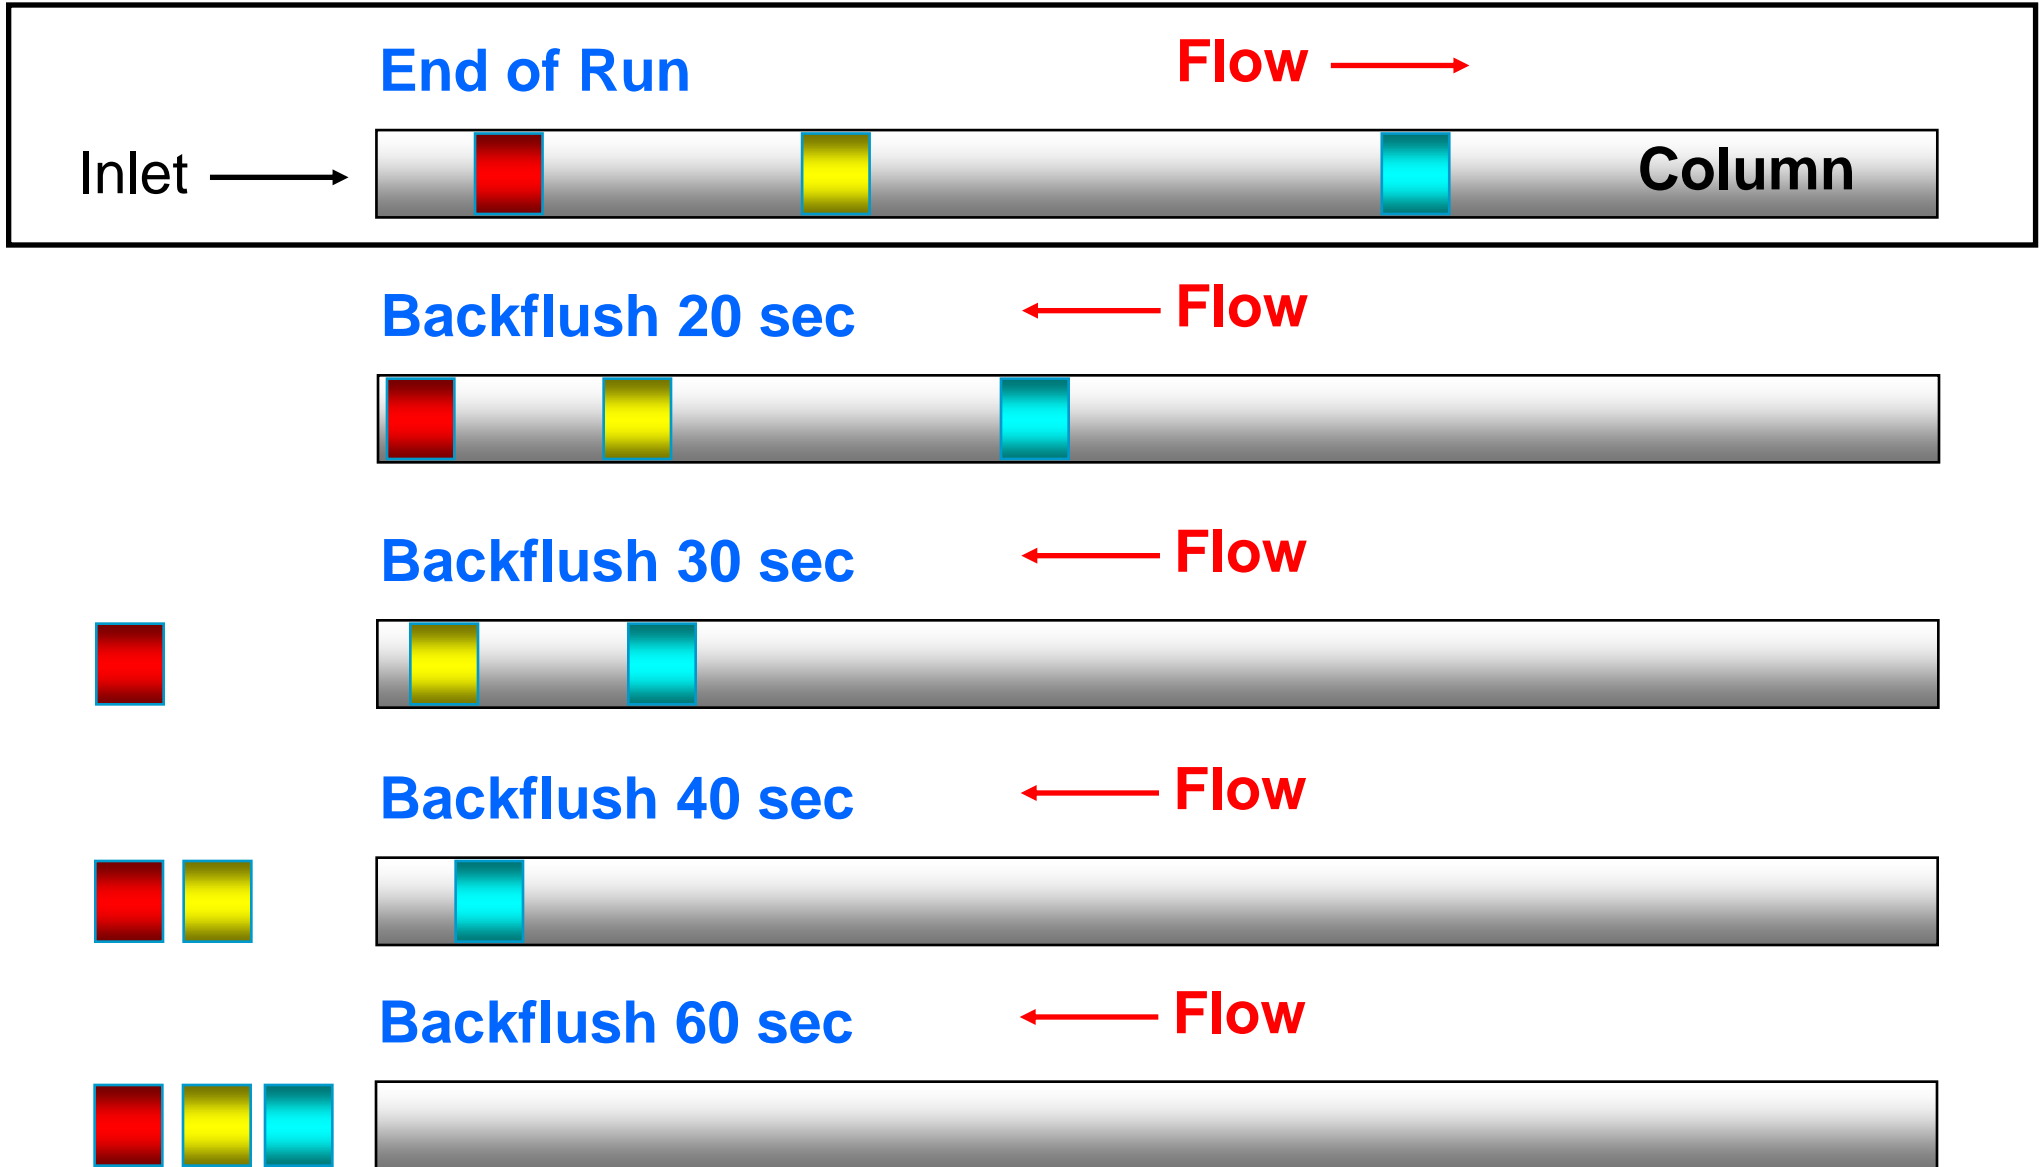 End of Run
Flow
Inlet
Column
Backflush 20 sec
Flow
Backflush 30 sec
Flow
Backflush 40 sec
Flow
Backflush 60 sec
Flow